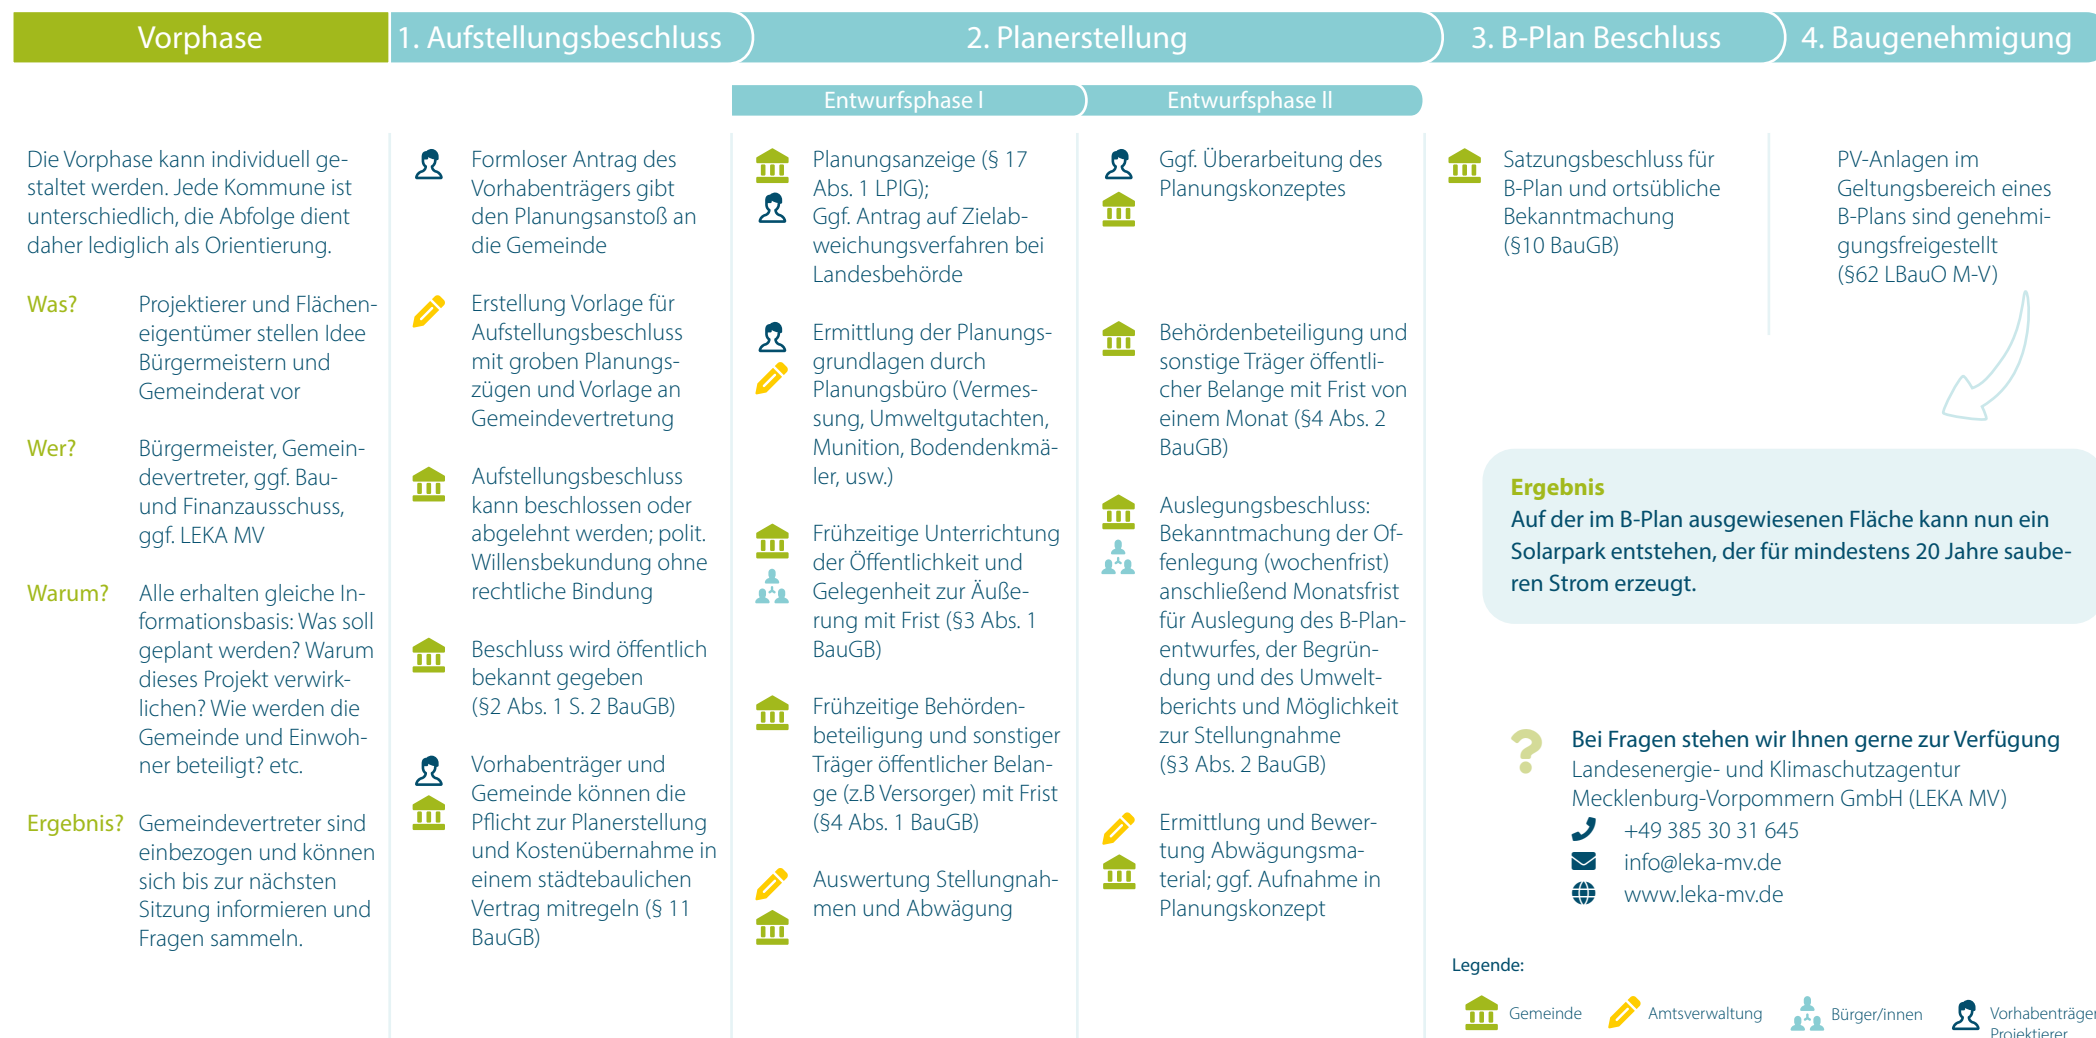 Vorphase
1. Aufstellungsbeschluss
2. Planerstellung
3. B-Plan Beschluss
4. Baugenehmigung
Entwurfsphase I
Entwurfsphase II
Die Vorphase kann individuell ge-
staltet werden. Jede Kommune ist
unterschiedlich, die Abfolge dient
daher lediglich als Orientierung.
Was?
Projektierer und Flächen-
eigentümer stellen Idee
Bürgermeistern und
Gemeinderat vor
Wer?
Bürgermeister, Gemein-
devertreter, ggf. Bau-
und Finanzausschuss,
ggf. LEKA MV
Warum?
Alle erhalten gleiche In-
formationsbasis: Was soll
geplant werden? Warum
dieses Projekt verwirk-
lichen? Wie werden die
Gemeinde und Einwoh-
ner beteiligt? etc.
Ergebnis?
Gemeindevertreter sind
einbezogen und können
sich bis zur nächsten
Sitzung informieren und
Fragen sammeln.
Formloser Antrag des
Vorhabenträgers gibt
den Planungsanstoß an
die Gemeinde
Erstellung Vorlage für
Aufstellungsbeschluss
mit groben Planungs-
zügen und Vorlage an
Gemeindevertretung
Aufstellungsbeschluss
kann beschlossen oder
abgelehnt werden; polit.
Willensbekundung ohne
rechtliche Bindung
Beschluss wird öffentlich
bekannt gegeben
(§2 Abs. 1 S. 2 BauGB)
Vorhabenträger und
Gemeinde können die
Pflicht zur Planerstellung
und Kostenübernahme in
einem städtebaulichen
Vertrag mitregeln (§ 11
BauGB)
Planungsanzeige (§ 17
Abs. 1 LPlG);
Ggf. Antrag auf Zielab-
weichungsverfahren bei
Landesbehörde
Ermittlung der Planungs-
grundlagen durch
Planungsbüro (Vermes-
sung, Umweltgutachten,
Munition, Bodendenkmä-
ler, usw.)
Frühzeitige Unterrichtung
der Öffentlichkeit und
Gelegenheit zur Äuße-
rung mit Frist (§3 Abs. 1
BauGB)
Frühzeitige Behörden-
beteiligung und sonstiger
Träger öffentlicher Belan-
ge (z.B Versorger) mit Frist
(§4 Abs. 1 BauGB)
Auswertung Stellungnah-
men und Abwägung
Ggf. Überarbeitung des
Planungskonzeptes
Behördenbeteiligung und
sonstige Träger öffentli-
cher Belange mit Frist von
einem Monat (§4 Abs. 2
BauGB)
Auslegungsbeschluss:
Bekanntmachung der Of-
fenlegung (wochenfrist)
anschließend Monatsfrist
für Auslegung des B-Plan-
entwurfes, der Begrün-
dung und des Umwelt-
berichts und Möglichkeit
zur Stellungnahme
(§3 Abs. 2 BauGB)
Ermittlung und Bewer-
tung Abwägungsma-
terial; ggf. Aufnahme in
Planungskonzept
Satzungsbeschluss für
B-Plan und ortsübliche
Bekanntmachung
(§10 BauGB)
PV-Anlagen im
Geltungsbereich eines
B-Plans sind genehmi-
gungsfreigestellt
(§62 LBauO M-V)
Ergebnis
Auf der im B-Plan ausgewiesenen Fläche kann nun ein
Solarpark entstehen, der für mindestens 20 Jahre saube-
ren Strom erzeugt.
Bei Fragen stehen wir Ihnen gerne zur Verfügung
Landesenergie- und Klimaschutzagentur
Mecklenburg-Vorpommern GmbH (LEKA MV)
+49 385 30 31 645
info@leka-mv.de
www.leka-mv.de
Legende:
Gemeinde
Amtsverwaltung
Bürger/innen
Vorhabenträger
Projektierer